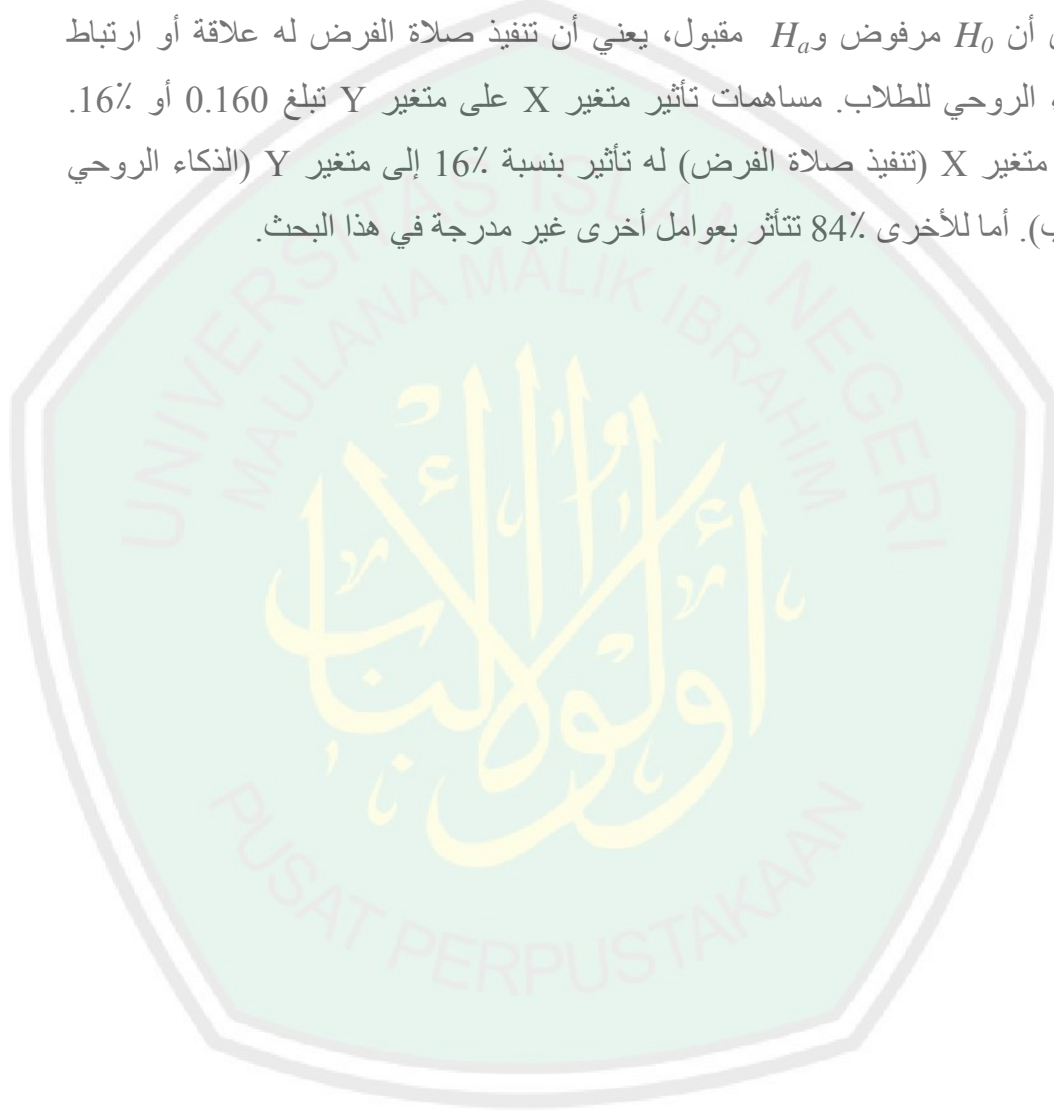 أن H₀ مرفوض وHₐ مقبول، يعني أن تنفيذ صلاة الفرض له علاقة أو ارتباط
الروحي للطلاب. مساهمات تأثير متغير X على متغير Y تبلغ 0.160 أو 16٪.
متغير X (تنفيذ صلاة الفرض) له تأثير بنسبة 16٪ إلى متغير Y (الذكاء الروحي
). أما للأخرى 84٪ تتأثر بعوامل أخرى غير مدرجة في هذا البحث.
UNIVERSITAS ISLAM NEGERI
MAULANA MALIK IBRAHIM
أولو الألباب
PUSAT PERPUSTAKAAN